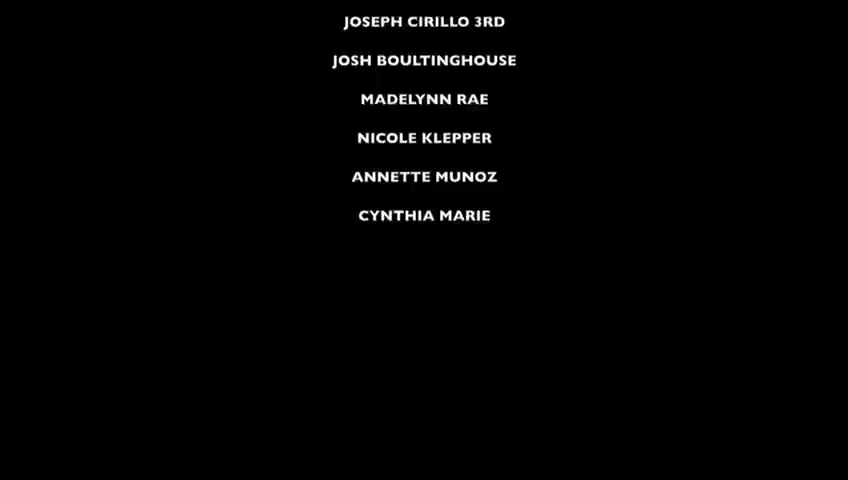 JOSEPH CIRILLO 3RD
JOSH BOULTINGHOUSE
MADELYNN RAE
NICOLE KLEPPER
ANNETTE MUNOZ
CYNTHIA MARIE